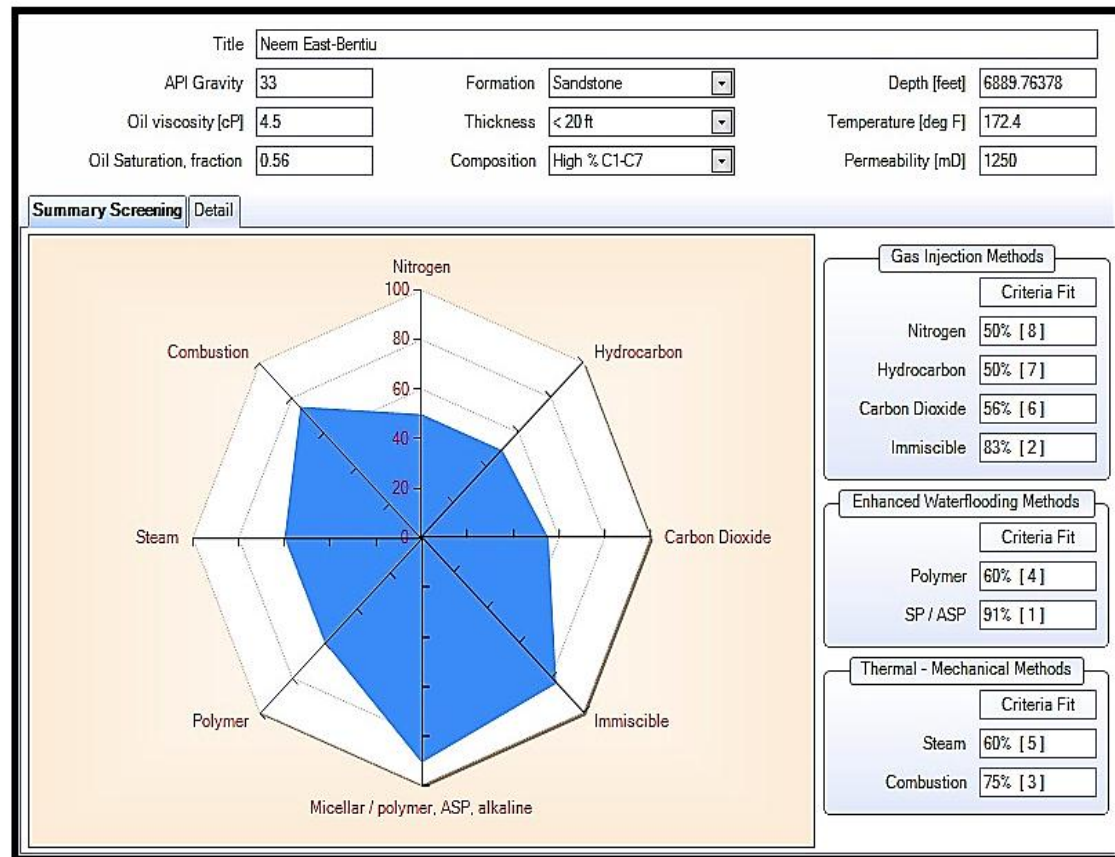 Title Neem East-Bentiu
API Gravity 33 Formation Sandstone Depth [feet] 6889.76378
Oil viscosity [cP] 4.5 Thickness < 20 ft Temperature [deg F] 172.4
Oil Saturation, fraction 0.56 Composition High % C1-C7 Permeability [mD] 1250
Summary Screening Detail
Nitrogen
100
80
60
40
20
0
Hydrocarbon
Carbon Dioxide
Immiscible
Micellar / polymer, ASP, alkaline
Polymer
Steam
Combustion
Gas Injection Methods
Criteria Fit
Nitrogen 50% [ 8 ]
Hydrocarbon 50% [ 7 ]
Carbon Dioxide 56% [ 6 ]
Immiscible 83% [ 2 ]
Enhanced Waterflooding Methods
Criteria Fit
Polymer 60% [ 4 ]
SP / ASP 91% [ 1 ]
Thermal - Mechanical Methods
Criteria Fit
Steam 60% [ 5 ]
Combustion 75% [ 3 ]